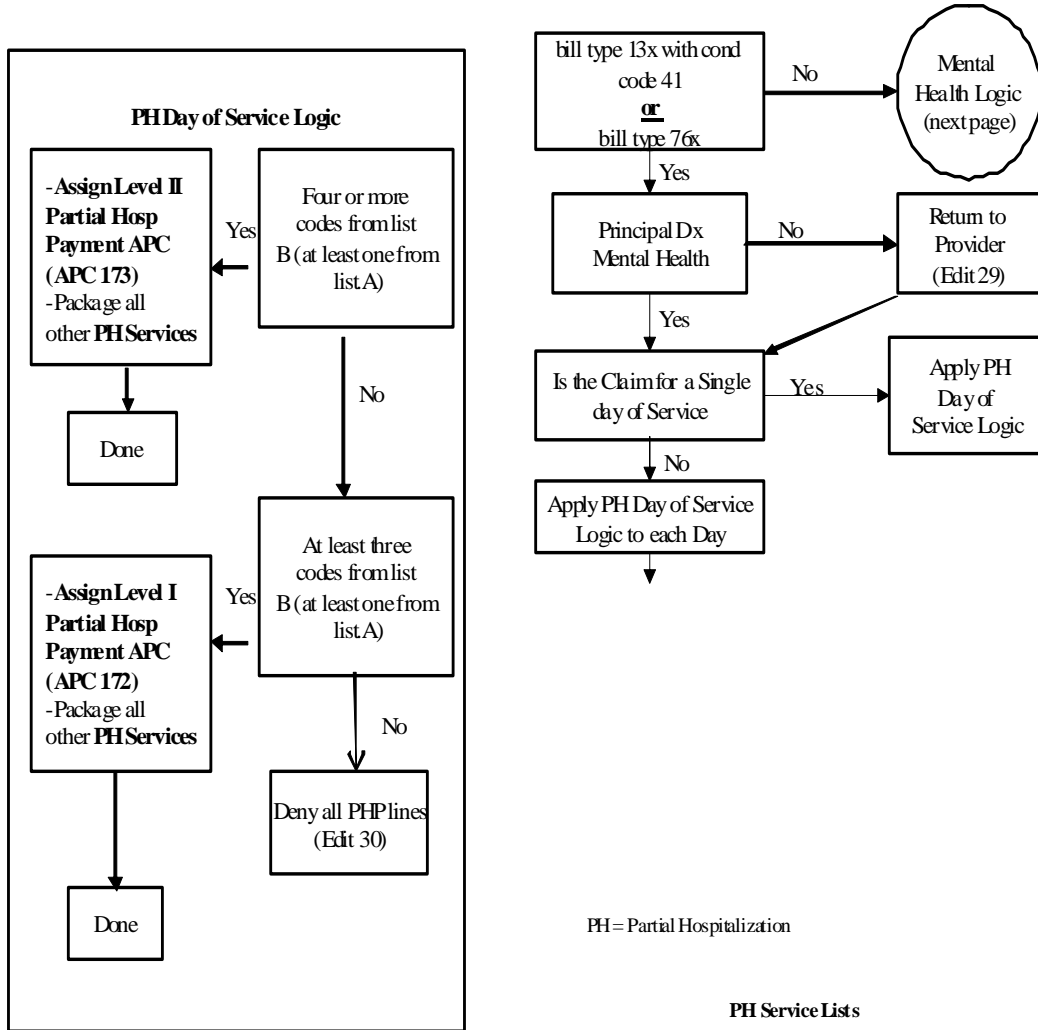 PH Day of Service Logic
-Assign Level II
Partial Hosp
Payment APC
(APC 173)
-Package all
other PH Services
Yes
Four or more
codes from list
B (at least one from
list A)
Done
No
-Assign Level I
Partial Hosp
Payment APC
(APC 172)
-Package all
other PH Services
Yes
At least three
codes from list
B (at least one from
list A)
No
Deny all PHP lines
(Edit 30)
Done
bill type 13x with cond
code 41
or
bill type 76x
No
Mental
Health Logic
(next page)
Yes
Principal Dx
Mental Health
No
Return to
Provider
(Edit 29)
Yes
Is the Claim for a Single
day of Service
Yes
Apply PH
Day of
Service Logic
No
Apply PH Day of Service
Logic to each Day
PH = Partial Hospitalization
PH Service Lists